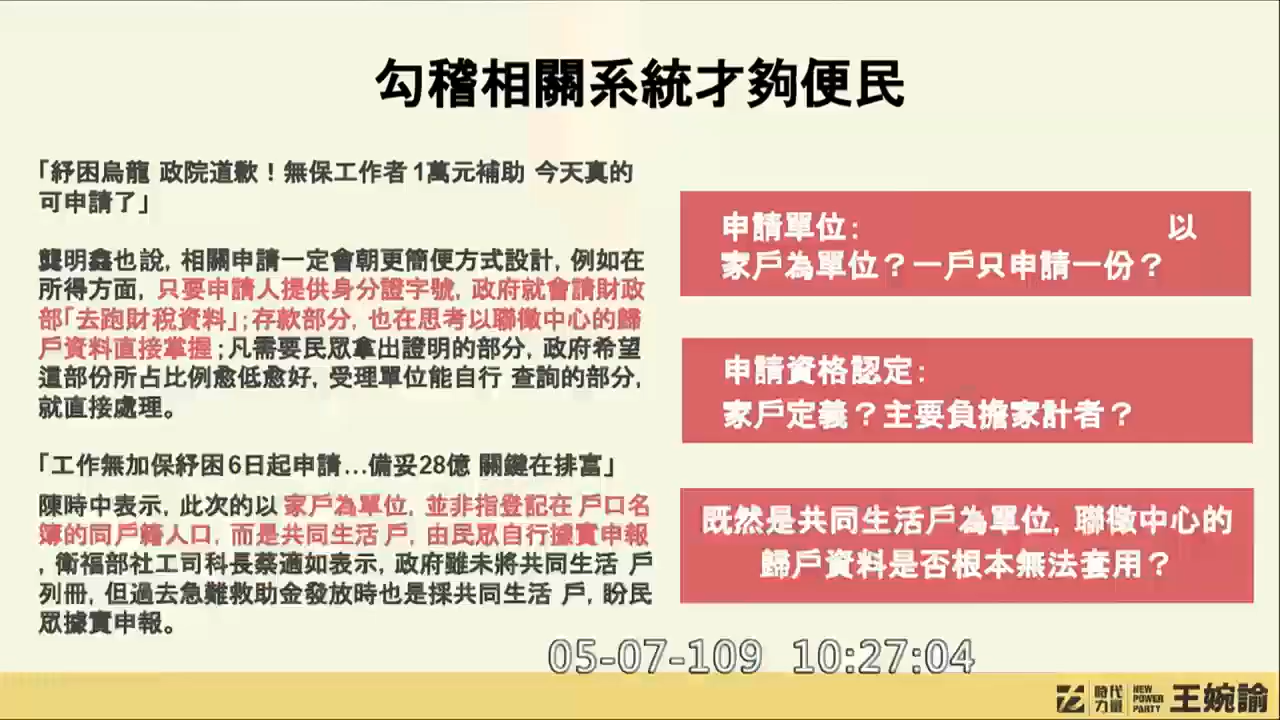 勾稽相關系統才夠便民
「紓困烏龍 政院道歉！無保工作者1萬元補助 今天真的
可申請了」
龔明鑫也說, 相關申請一定會朝更簡便方式設計, 例如在
所得方面, 只要申請人提供身分證字號, 政府就會請財政
部「去跑財稅資料」; 存款部分, 也在思考以聯徵中心的歸
戶資料直接掌握; 凡需要民眾拿出證明的部分, 政府希望
這部份所占比例愈低愈好, 受理單位能自行 查詢的部分,
就直接處理。
「工作無加保紓困6日起申請...備妥28億 關鍵在排富」
陳時中表示, 此次的以 家戶為單位, 並非指登記在 戶口名
簿的同戶籍人口, 而是共同生活 戶, 由民眾自行據實申報
, 衛福部社工司科長蔡適如表示, 政府雖未將共同生活 戶
列冊, 但過去急難救助金發放時也是採共同生活 戶, 盼民
眾據實申報。
申請單位: 以
家戶為單位？一戶只申請一份？
申請資格認定:
家戶定義？主要負擔家計者？
既然是共同生活戶為單位, 聯徵中心的
歸戶資料是否根本無法套用？
05-07-109 10:27:04
時代
力量
NEW
POWER
PARTY
王婉諭